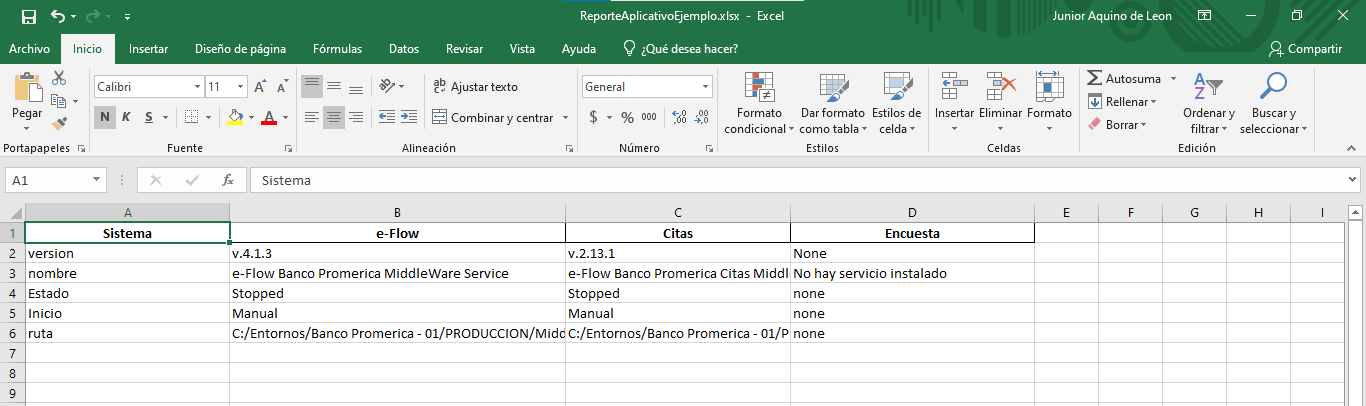 ReporteAplicativoEjemplo.xlsx - Excel
Junior Aquino de Leon
Archivo Inicio Insertar Diseño de página Fórmulas Datos Revisar Vista Ayuda ¿Qué desea hacer? Compartir
Pegar
Calibri 11
N K S
Ajustar texto
Combinar y centrar
General
$ % 000
Formato condicional
Dar formato como tabla
Estilos de celda
Insertar Eliminar Formato
Autosuma
Rellenar
Borrar
Ordenar y filtrar
Buscar y seleccionar
Portapapeles Fuente Alineación Número Estilos Celdas Edición
A1 fx Sistema
A B C D E F G H I
1 Sistema e-Flow Citas Encuesta
2 version v.4.1.3 v.2.13.1 None
3 nombre e-Flow Banco Promerica MiddleWare Service e-Flow Banco Promerica Citas Middl No hay servicio instalado
4 Estado Stopped Stopped none
5 Inicio Manual Manual none
6 ruta C:/Entornos/Banco Promerica - 01/PRODUCCION/Midd C:/Entornos/Banco Promerica - 01/P none
7
8
9